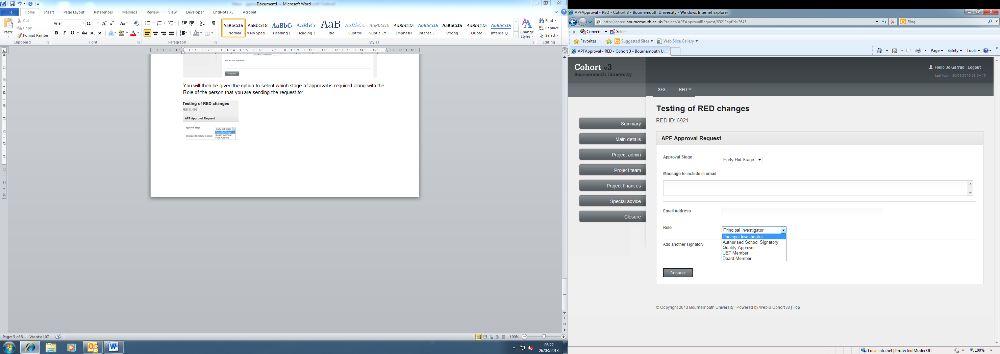 Document1 - Microsoft Word
File Home Insert Page Layout References Mailings Review View Developer EndNote X5 Acrobat
Paste
Cut
Copy
Format Painter
Clipboard
Arial 11
Font
Paragraph
AaBbCcDc AaBbCcDc AaBbC AaBbCc AaB AaBbCc. AaBbCcDc AaBbCcDc AaBbCcDc AaBbCcDc AaBbCcDc AaBbCcDc
¶ Normal ¶ No Spaci... Heading 1 Heading 2 Title Subtitle Subtle Em... Emphasis Intense E... Strong Quote Intense Q...
Styles
Change Styles
Find
Replace
Select
Editing
Add another signatory
Request
You will then be given the option to select which stage of approval is required along with the
Role of the person that you are sending the request to:
Testing of RED changes
RED ID: 6921
APF Approval Request
Approval Stage Early Bid Stage
Early Bid Stage
Quality Approval
Final Approval
Message to include in email
Page: 3 of 3 Words: 107
100%
08:22
26/03/2013
APFApproval - RED - Cohort 3 - Bournemouth University - Windows Internet Explorer
http://qared.bournemouth.ac.uk/Project/APFApprovalRequest/6921?apfId=3645
Bing
x Convert Select
Favorites Suggested Sites Web Slice Gallery
APFApproval - RED - Cohort 3 - Bournemouth U...
Page Safety Tools
Cohort v3
Bournemouth University
Hello Jo Garrad | Logout
Last login: 26/03/2013 08:04:10
SES RED
Summary
Main details
Project admin
Project team
Project finances
Special advice
Closure
Testing of RED changes
RED ID: 6921
APF Approval Request
Approval Stage Early Bid Stage
Message to include in email
Email Address
Role Principal Investigator
Principal Investigator
Authorised School Signatory
Quality Approver
UET Member
Board Member
Add another signatory
Request
© Copyright 2013 Bournemouth University | Powered by WebIS Cohort v3 | Top
Local intranet | Protected Mode: Off
100%